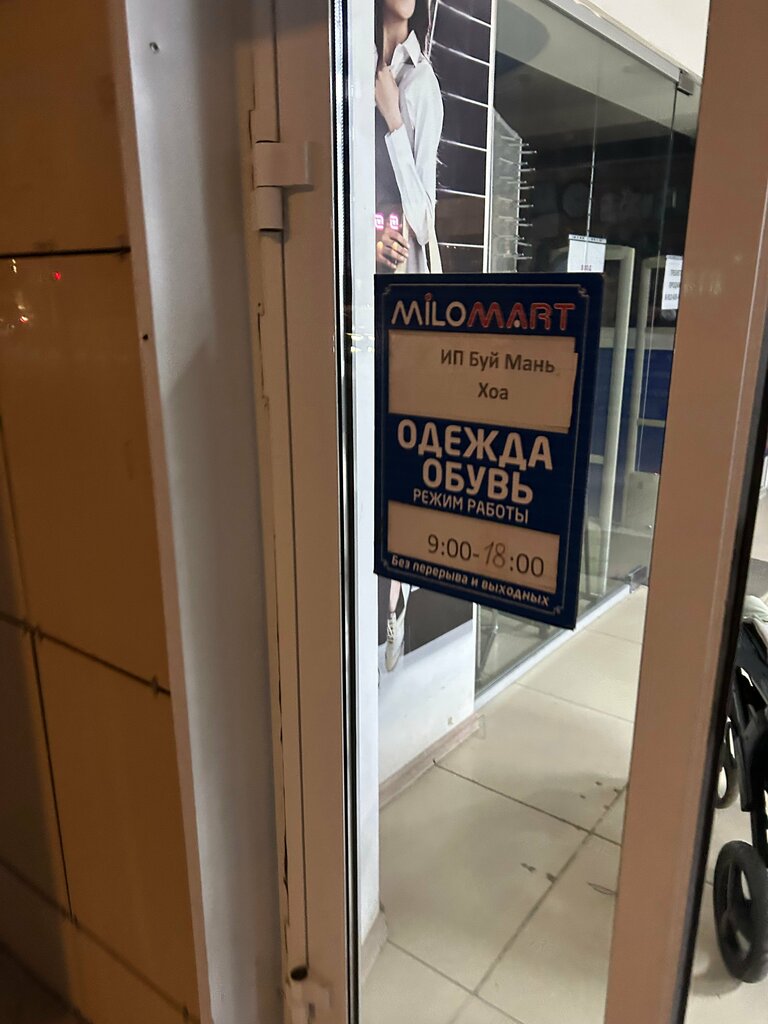 MiLOMART
ИП Буй Мань
Хоа
ОДЕЖДА
ОБУВЬ
РЕЖИМ РАБОТЫ
9:00-18:00
Без перерыва и выходных